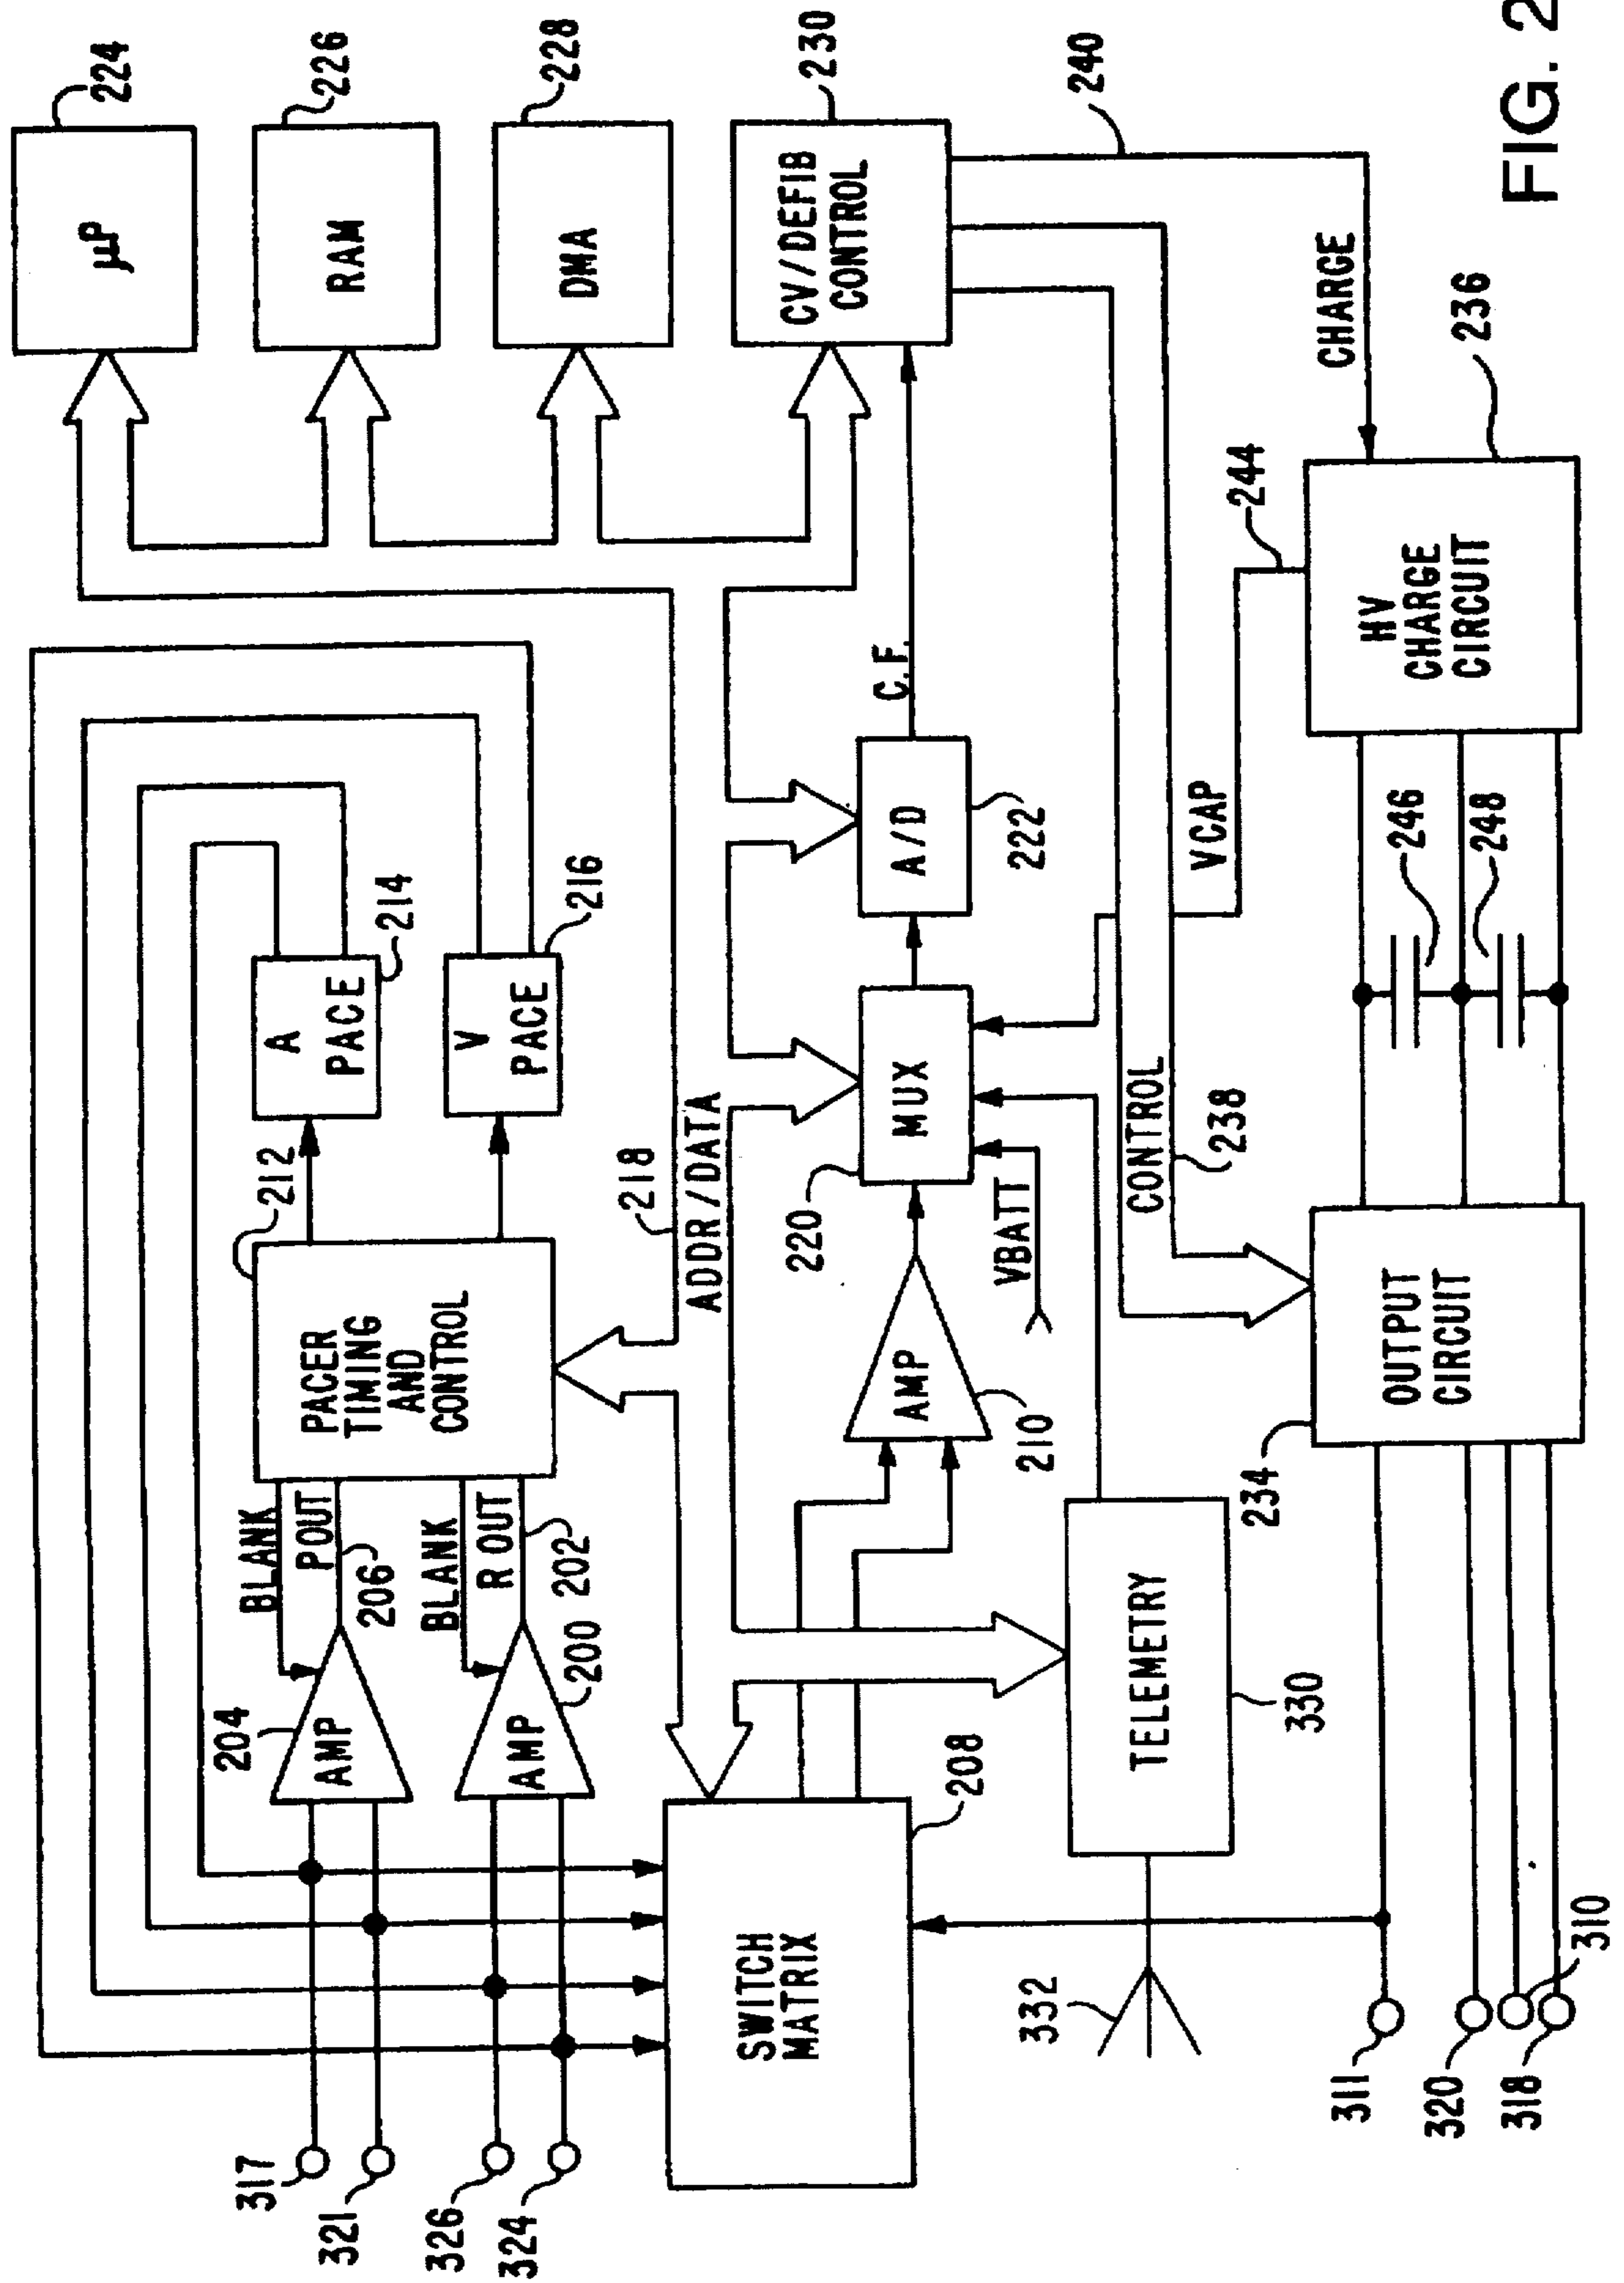 224
μP
226
RAM
228
DMA
230
CV/DEFIB
CONTROL
240
CHARGE
236
244
HV
CHARGE
CIRCUIT
C.F.
A/D
222
VCAP
246
248
214
A
PACE
216
V
PACE
212
218
ADDR/DATA
220
MUX
VBATT
CONTROL
238
PACER
TIMING
AND
CONTROL
AMP
210
OUTPUT
CIRCUIT
234
BLANK
POUT
206
BLANK
R OUT
202
204
AMP
200
AMP
208
TELEMETRY
330
SWITCH
MATRIX
332
317
321
326
324
311
320
318
310
FIG. 2